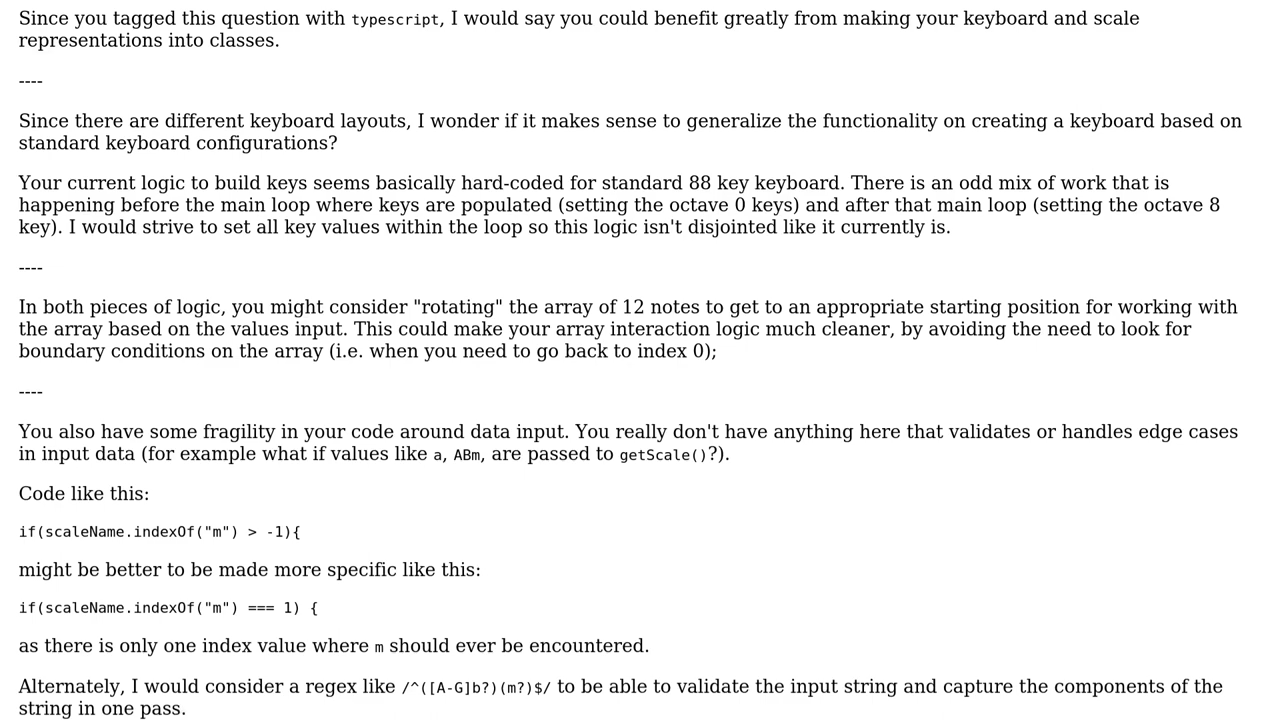 Since you tagged this question with typescript, I would say you could benefit greatly from making your keyboard and scale
representations into classes.
----
Since there are different keyboard layouts, I wonder if it makes sense to generalize the functionality on creating a keyboard based on
standard keyboard configurations?
Your current logic to build keys seems basically hard-coded for standard 88 key keyboard. There is an odd mix of work that is
happening before the main loop where keys are populated (setting the octave 0 keys) and after that main loop (setting the octave 8
key). I would strive to set all key values within the loop so this logic isn't disjointed like it currently is.
----
In both pieces of logic, you might consider "rotating" the array of 12 notes to get to an appropriate starting position for working with
the array based on the values input. This could make your array interaction logic much cleaner, by avoiding the need to look for
boundary conditions on the array (i.e. when you need to go back to index 0);
----
You also have some fragility in your code around data input. You really don't have anything here that validates or handles edge cases
in input data (for example what if values like a, ABm, are passed to getScale()?).
Code like this:
if(scaleName.indexOf("m") > -1){
might be better to be made more specific like this:
if(scaleName.indexOf("m") === 1) {
as there is only one index value where m should ever be encountered.
Alternately, I would consider a regex like /^([A-G]b?)(m?)$/ to be able to validate the input string and capture the components of the
string in one pass.